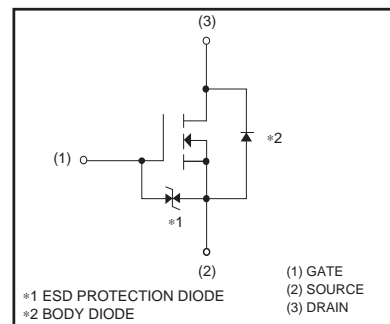 (3)
*2
(1)
*1
(2)
*1 ESD PROTECTION DIODE
*2 BODY DIODE
(1) GATE
(2) SOURCE
(3) DRAIN